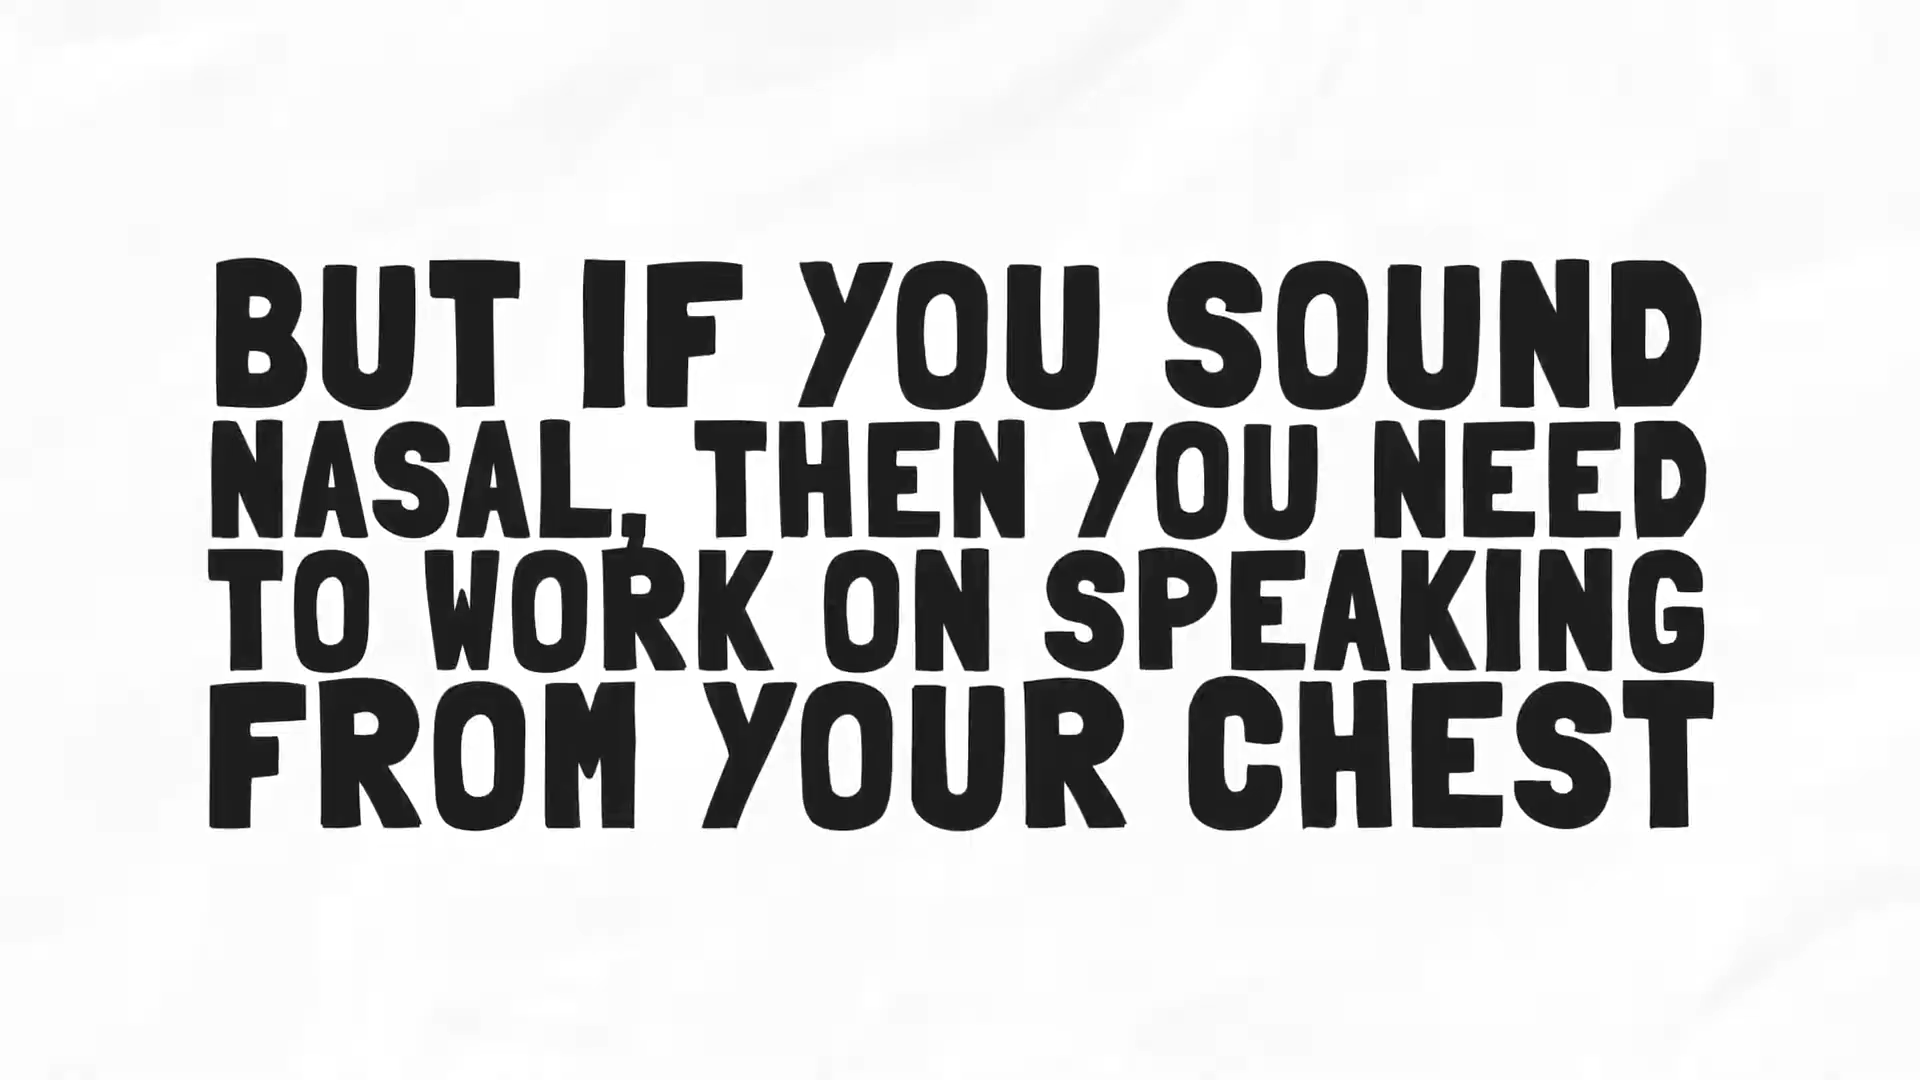 BUT IF YOU SOUND
NASAL, THEN YOU NEED
TO WORK ON SPEAKING
FROM YOUR CHEST